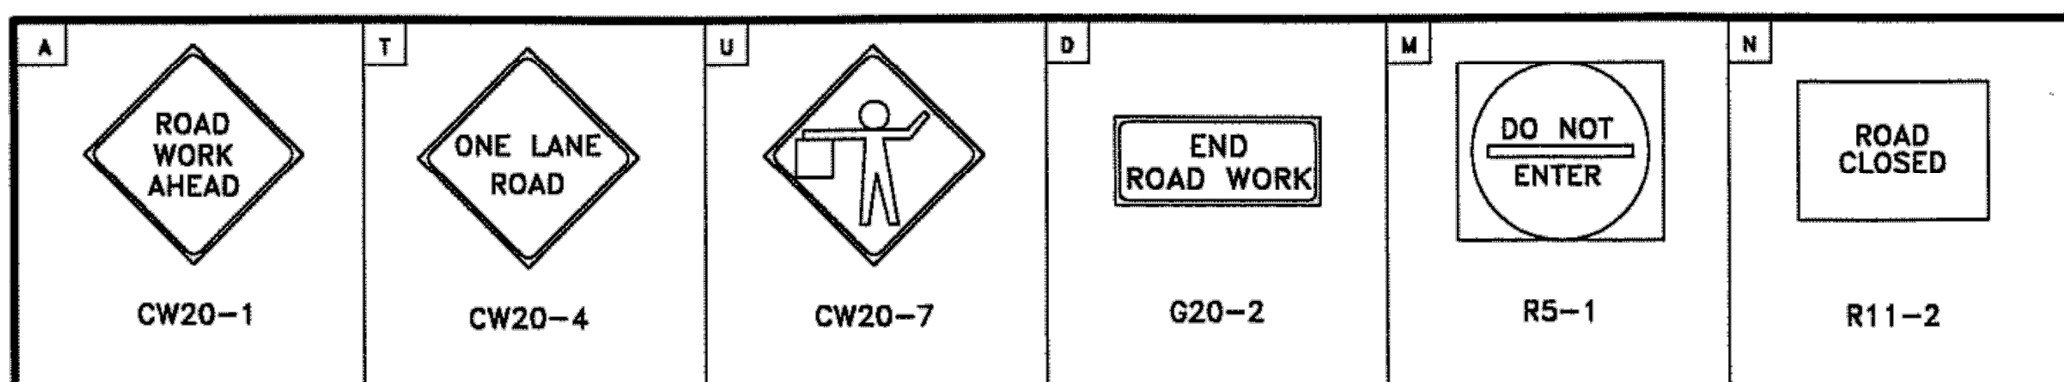 A
T
U
D
M
N
ROAD
WORK
AHEAD
ONE LANE
ROAD
END
ROAD WORK
DO NOT
ENTER
ROAD
CLOSED
CW20-1
CW20-4
CW20-7
G20-2
R5-1
R11-2